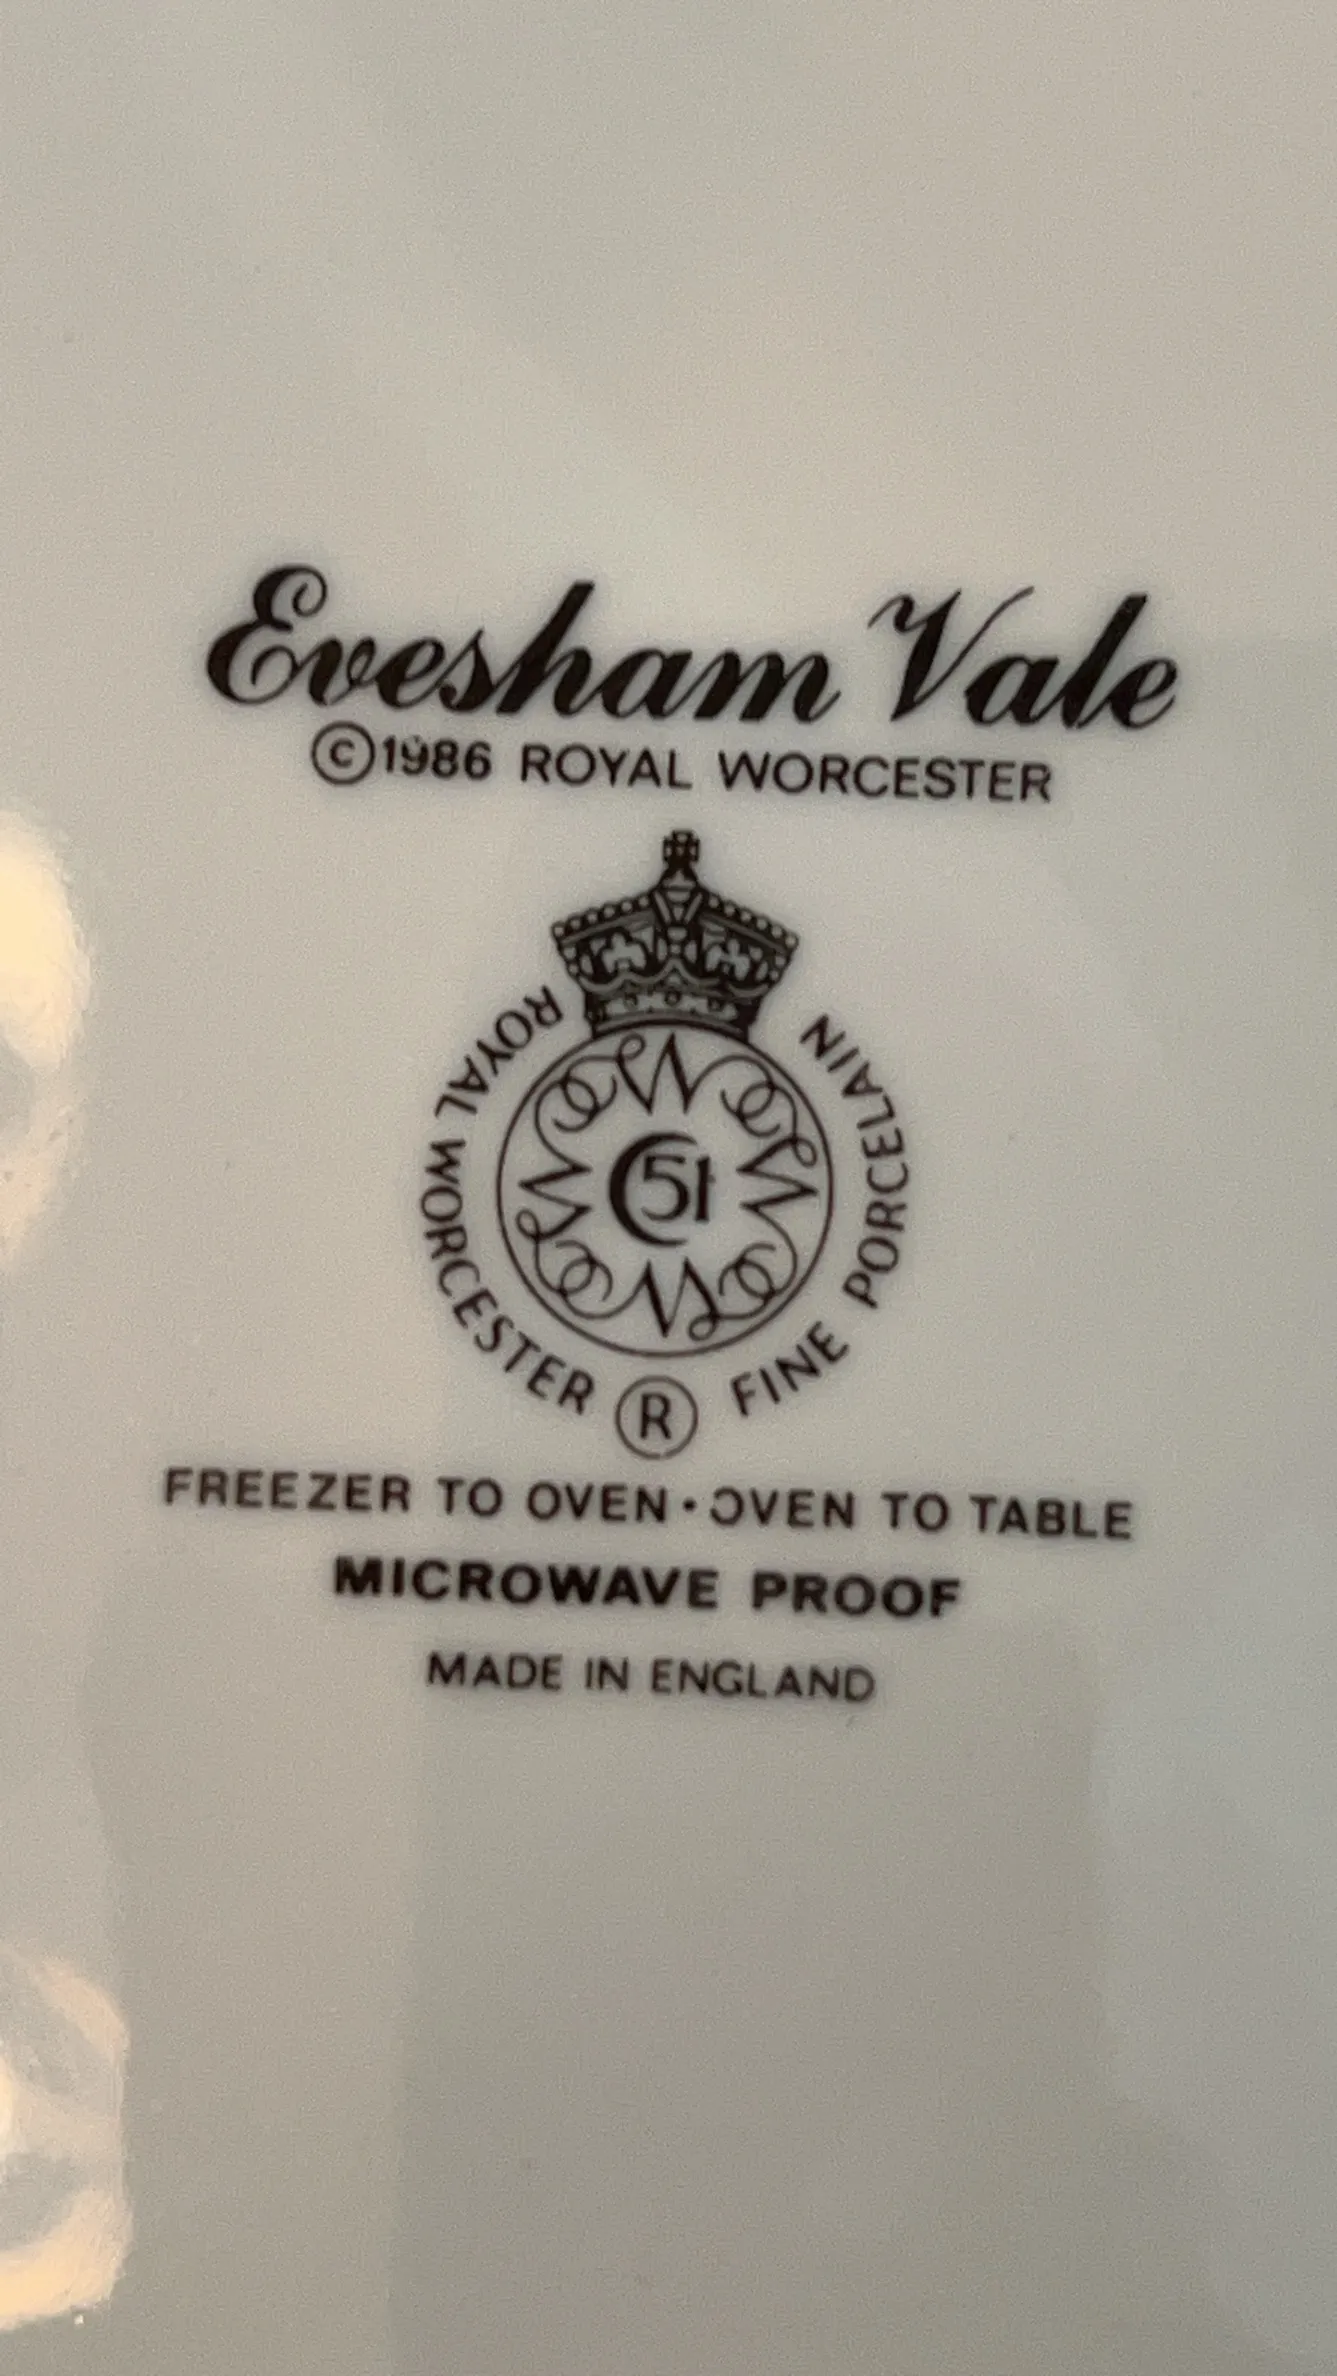 Evesham Vale
©1986 ROYAL WORCESTER
ROYAL WORCESTER ® FINE PORCELAIN
51
FREEZER TO OVEN·OVEN TO TABLE
MICROWAVE PROOF
MADE IN ENGLAND